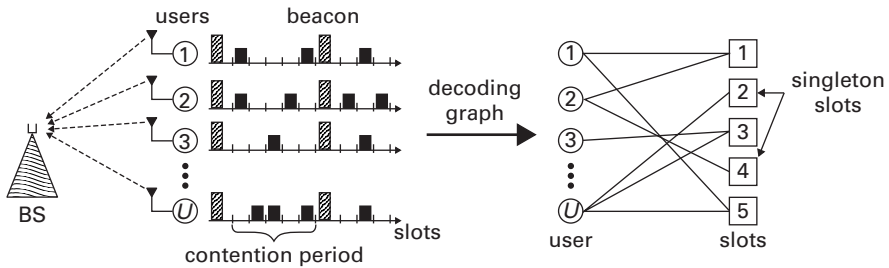 users
beacon
1
2
3
U
BS
slots
contention period
decoding
graph
1
2
3
U
user
1
2
3
4
5
slots
singleton
slots